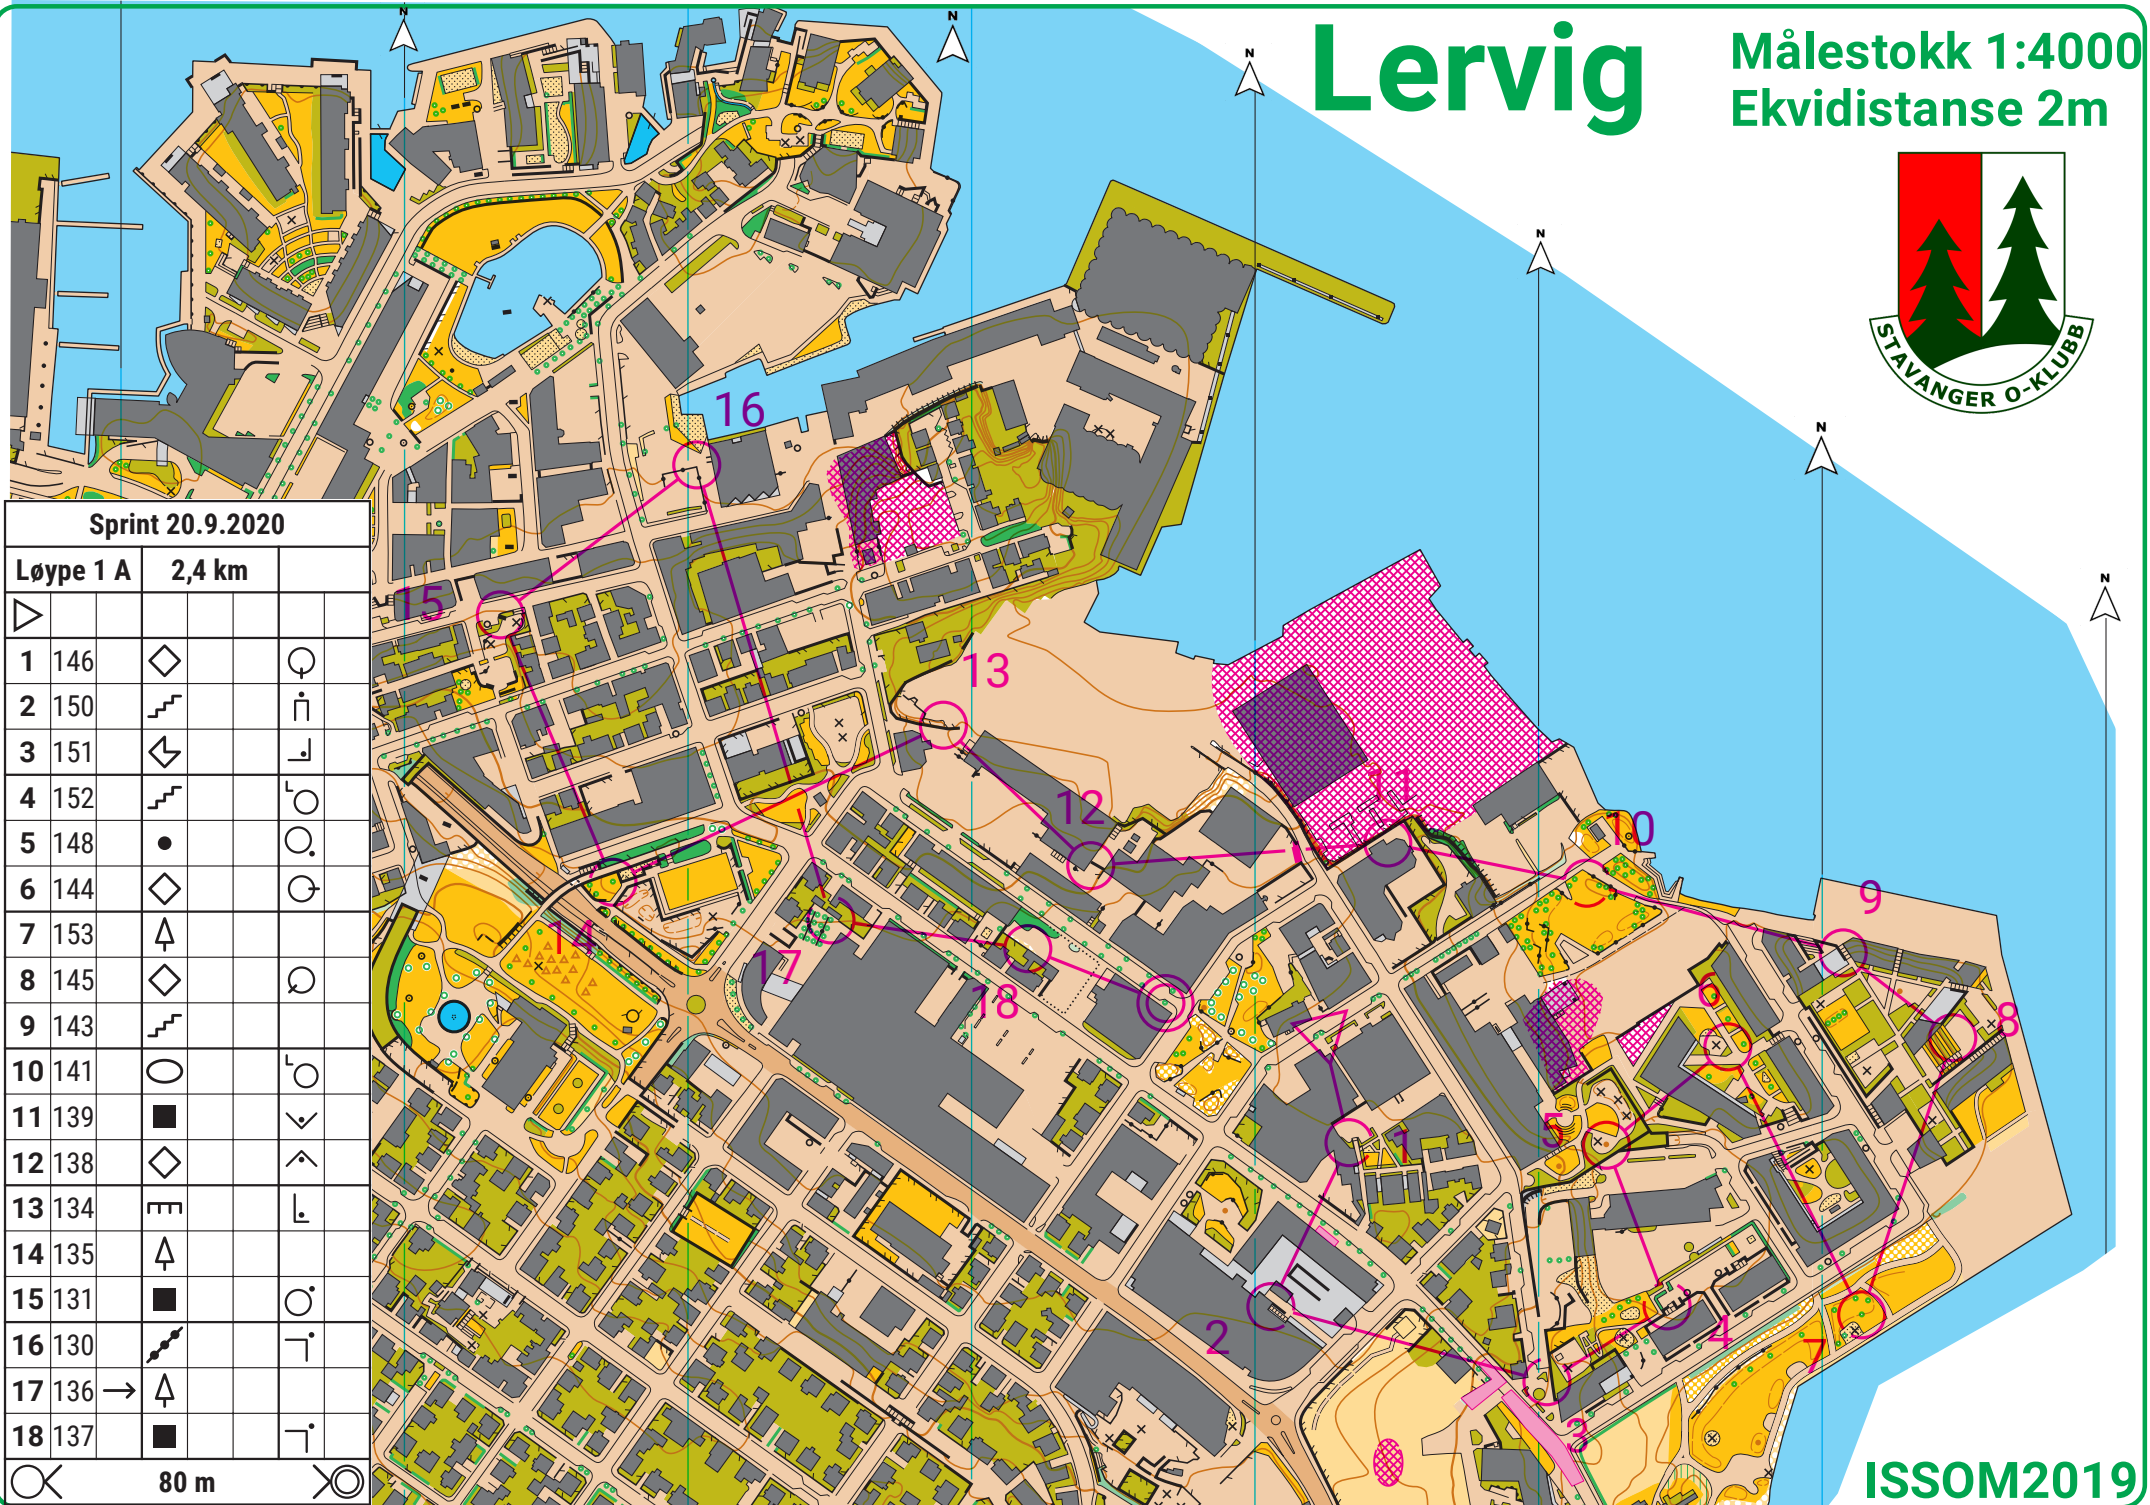 Lervig
Målestokk 1:4000
Ekvidistanse 2m
STAVANGER O-KLUBB
N
N
N
N
N
N
Sprint 20.9.2020
Løype 1 A 2,4 km
1 146
2 150
3 151
4 152
5 148
6 144
7 153
8 145
9 143
10 141
11 139
12 138
13 134
14 135
15 131
16 130
17 136
18 137
80 m
16
15
13
12
11
10
9
14
17
18
8
6
5
1
2
4
7
3
ISSOM2019